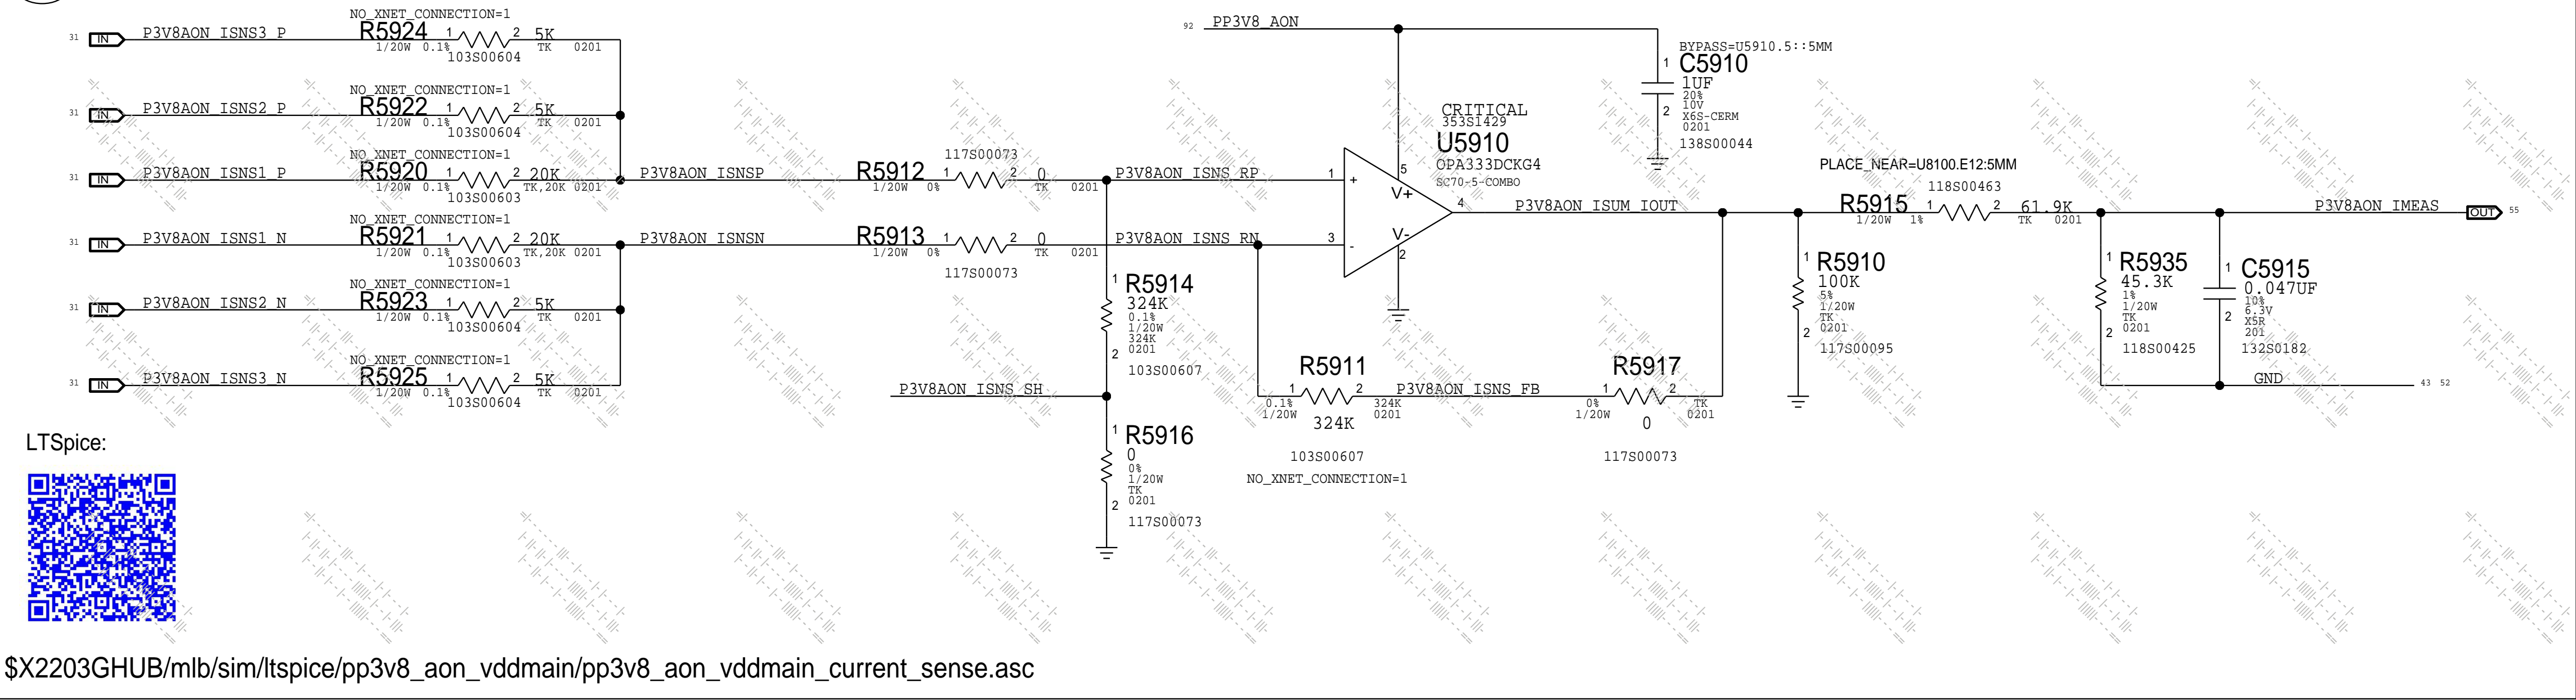 NO_XNET_CONNECTION=1
31 IN P3V8AON_ISNS3_P R5924 1 2 5K
1/20W 0.1% TK 0201
103S00604
NO_XNET_CONNECTION=1
31 IN P3V8AON_ISNS2_P R5922 1 2 5K
1/20W 0.1% TK 0201
103S00604
NO_XNET_CONNECTION=1
31 IN P3V8AON_ISNS1_P R5920 1 2 20K
1/20W 0.1% TK,20K 0201
103S00603
P3V8AON_ISNSP
NO_XNET_CONNECTION=1
31 IN P3V8AON_ISNS1_N R5921 1 2 20K
1/20W 0.1% TK,20K 0201
103S00603
P3V8AON_ISNSN
NO_XNET_CONNECTION=1
31 IN P3V8AON_ISNS2_N R5923 1 2 5K
1/20W 0.1% TK 0201
103S00604
NO_XNET_CONNECTION=1
31 IN P3V8AON_ISNS3_N R5925 1 2 5K
1/20W 0.1% TK 0201
103S00604
117S00073
R5912 1 2 0
1/20W 0% TK 0201
P3V8AON_ISNS_RP
R5913 1 2 0
1/20W 0% TK 0201
117S00073
P3V8AON_ISNS_RN
1
R5914
324K
0.1%
1/20W
324K
0201
2
103S00607
P3V8AON_ISNS_SH
1
R5916
0
0%
1/20W
TK
0201
2
117S00073
92 PP3V8_AON
BYPASS=U5910.5::5MM
1 C5910
1UF
20%
10V
2 X6S-CERM
0201
138S00044
CRITICAL
353S1429
U5910
OPA333DCKG4
SC70-5-COMBO
1 +
5
V+
4
3 -
V-
2
P3V8AON_ISUM_IOUT
R5911
1 2
0.1% 324K
1/20W 0201
324K
103S00607
NO_XNET_CONNECTION=1
P3V8AON_ISNS_FB
R5917
1 2
0% TK
1/20W 0201
0
117S00073
1
R5910
100K
5%
1/20W
TK
0201
2
117S00095
PLACE_NEAR=U8100.E12:5MM
118S00463
R5915 1 2 61.9K
1/20W 1% TK 0201
P3V8AON_IMEAS OUT 55
1
R5935
45.3K
1%
1/20W
TK
0201
2
118S00425
1
C5915
0.047UF
10%
6.3V
2 X5R
201
132S0182
GND 43 52
LTSpice:
$X2203GHUB/mlb/sim/ltspice/pp3v8_aon_vddmain/pp3v8_aon_vddmain_current_sense.asc